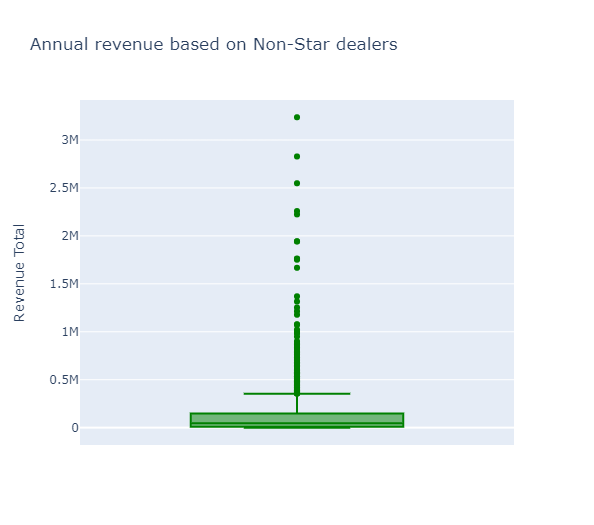 Annual revenue based on Non-Star dealers
3M
2.5M
2M
1.5M
1M
0.5M
0
Revenue Total